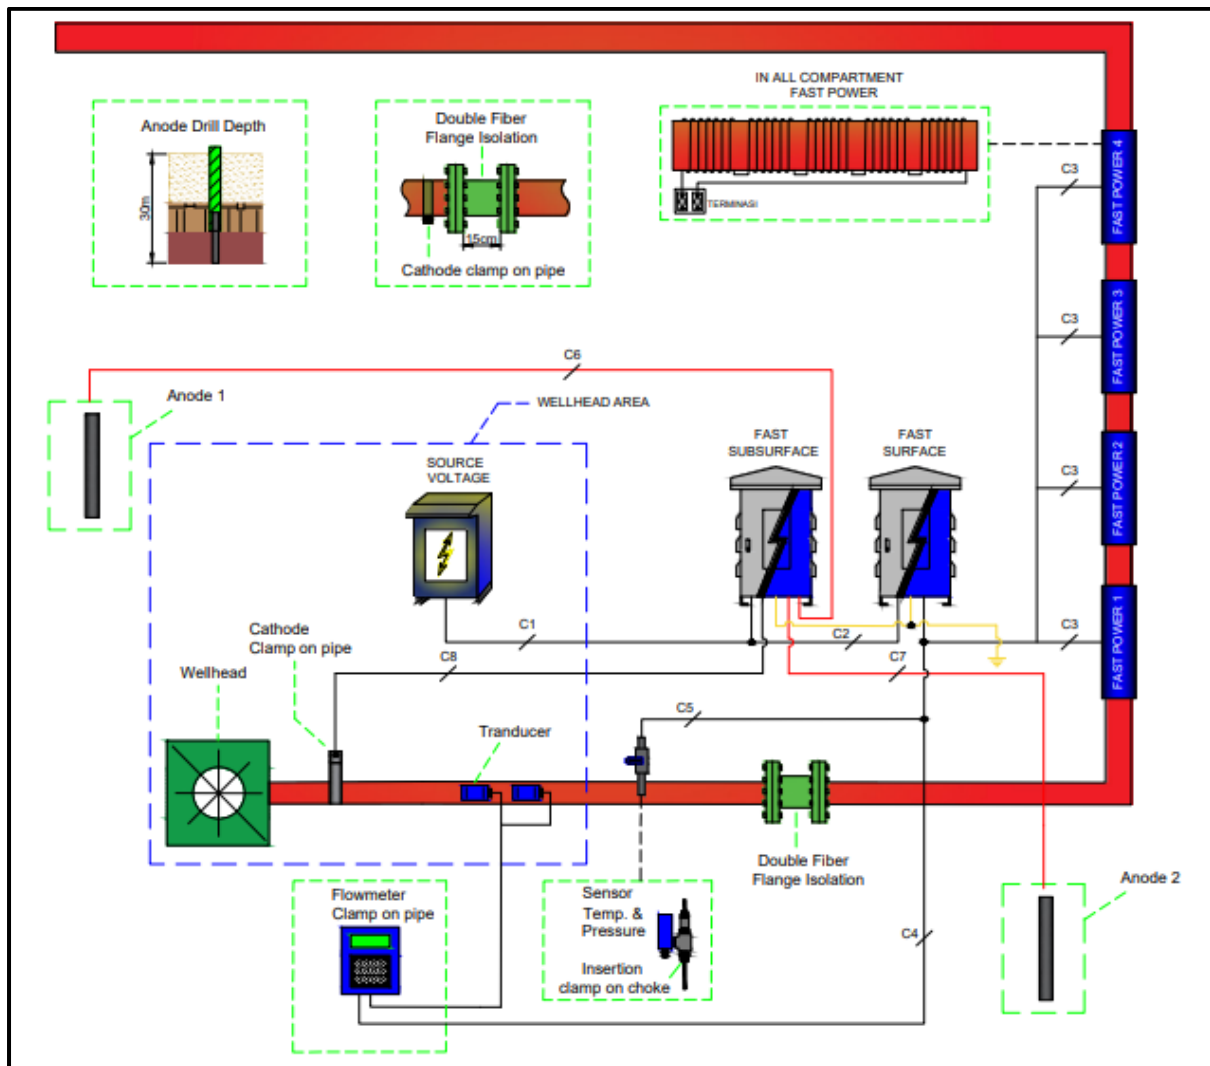 IN ALL COMPARTMENT
FAST POWER
TERMINASI
Anode Drill Depth
30m
Double Fiber
Flange Isolation
15cm
Cathode clamp on pipe
FAST POWER 4
C3
FAST POWER 3
C3
FAST POWER 2
C3
FAST POWER 1
C3
C6
Anode 1
WELLHEAD AREA
SOURCE
VOLTAGE
FAST
SUBSURFACE
FAST
SURFACE
C1
C2
C8
C7
Cathode
Clamp on pipe
Wellhead
Tranducer
C5
Double Fiber
Flange Isolation
Flowmeter
Clamp on pipe
Sensor
Temp. &
Pressure
Insertion
clamp on choke
C4
Anode 2